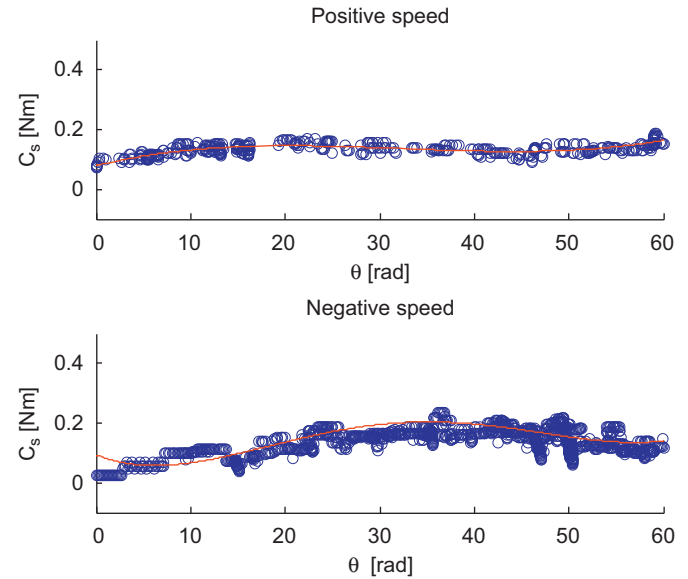 Positive speed
0.4
0.2
0
C_s [Nm]
0 10 20 30 40 50 60
θ [rad]
Negative speed
0.4
0.2
0
C_s [Nm]
0 10 20 30 40 50 60
θ [rad]